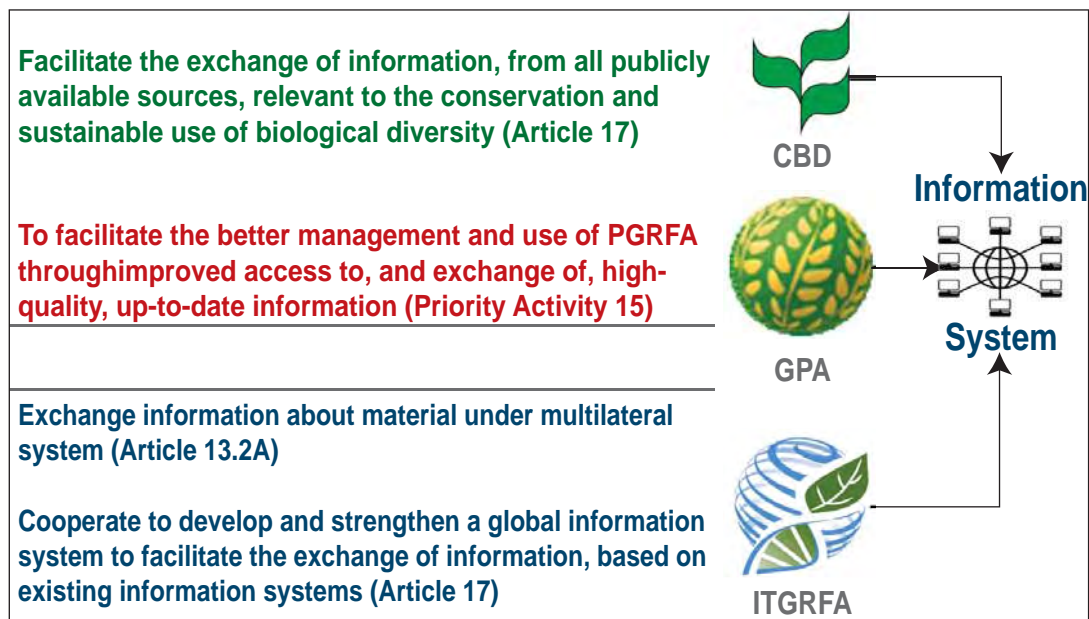 Facilitate the exchange of information, from all publicly
available sources, relevant to the conservation and
sustainable use of biological diversity (Article 17)
CBD
Information
To facilitate the better management and use of PGRFA
throughimproved access to, and exchange of, high-
quality, up-to-date information (Priority Activity 15)
System
GPA
Exchange information about material under multilateral
system (Article 13.2A)
Cooperate to develop and strengthen a global information
system to facilitate the exchange of information, based on
existing information systems (Article 17)
ITGRFA